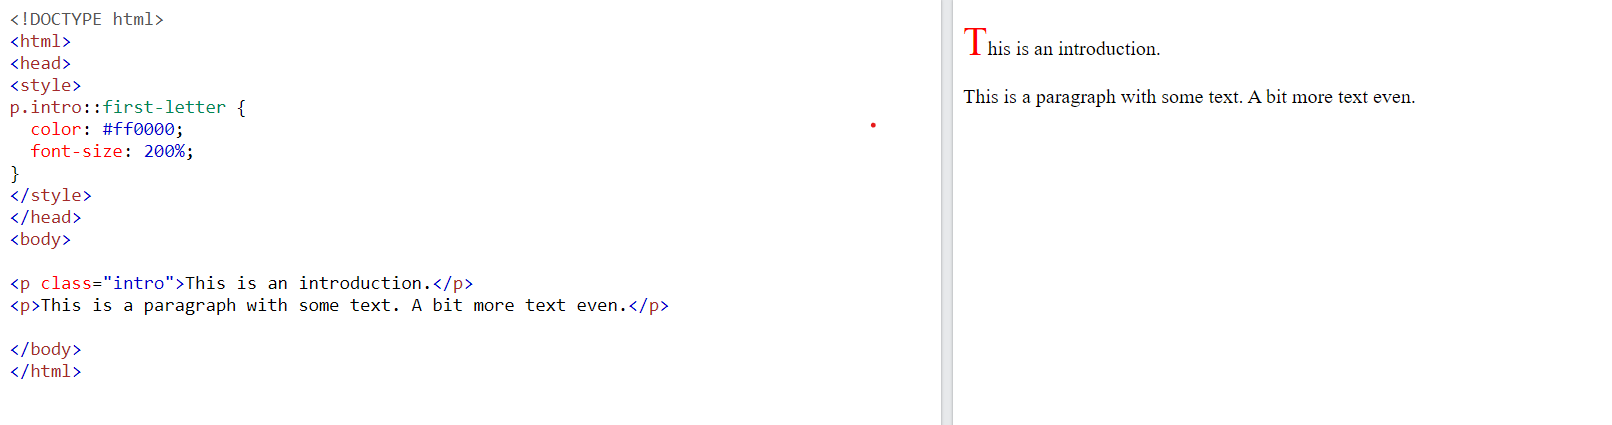 <!DOCTYPE html>
<html>
<head>
<style>
p.intro::first-letter {
  color: #ff0000;
  font-size: 200%;
}
</style>
</head>
<body>

<p class="intro">This is an introduction.</p>
<p>This is a paragraph with some text. A bit more text even.</p>

</body>
</html>
This is an introduction.
This is a paragraph with some text. A bit more text even.